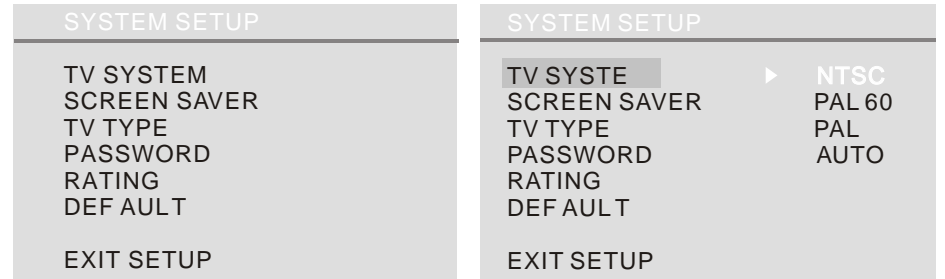 SYSTEM SETUP
TV SYSTEM
SCREEN SAVER
TV TYPE
PASSWORD
RATING
DEF AULT
EXIT SETUP
SYSTEM SETUP
TV SYSTE NTSC
SCREEN SAVER PAL 60
TV TYPE PAL
PASSWORD AUTO
RATING
DEF AULT
EXIT SETUP